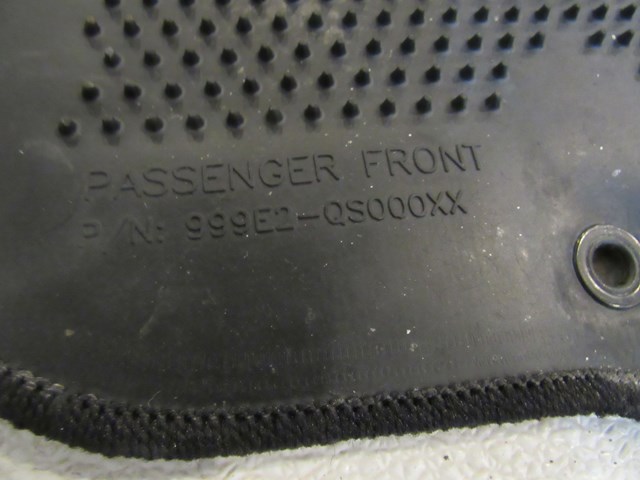 PASSENGER FRONT
P/N: 999E2-QS000XX